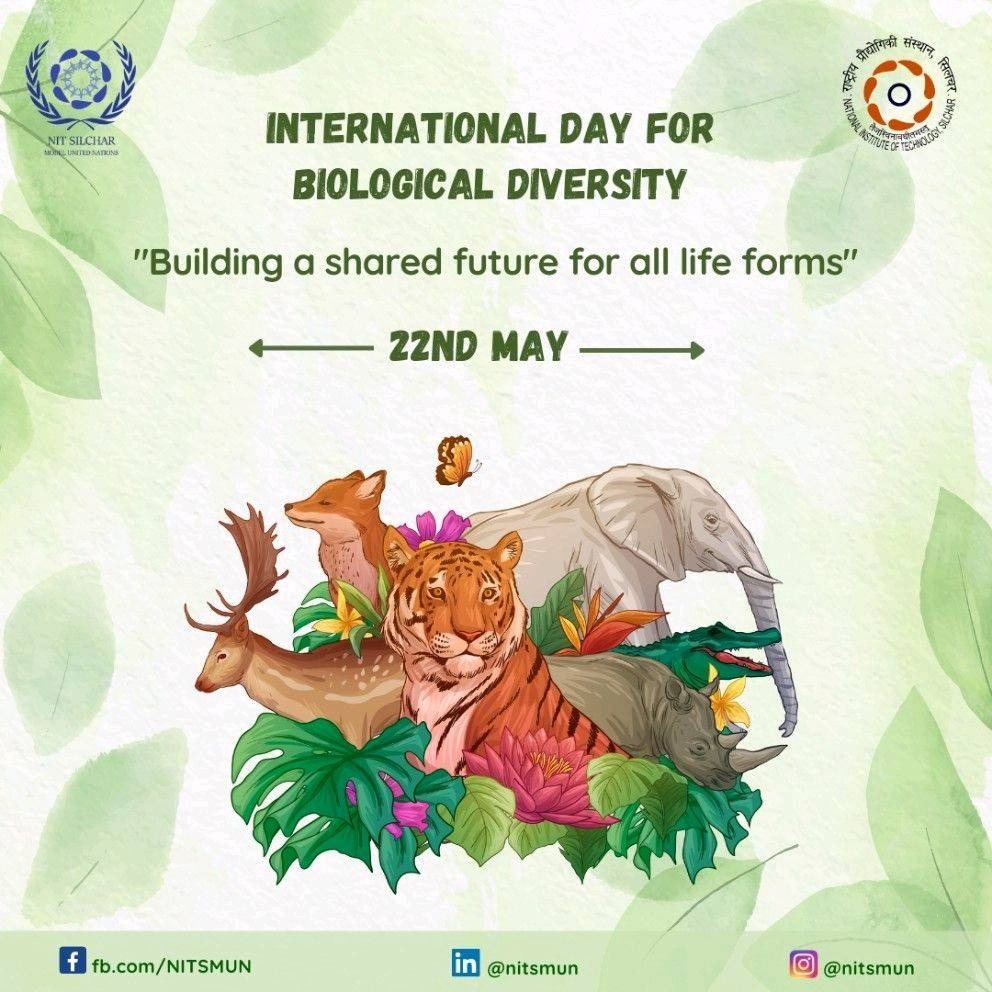 NIT SILCHAR
MODEL UNITED NATIONS
राष्ट्रीय प्रौद्योगिकी संस्थान, सिलचर
NATIONAL INSTITUTE OF TECHNOLOGY, SILCHAR
INTERNATIONAL DAY FOR
BIOLOGICAL DIVERSITY
"Building a shared future for all life forms"
22ND MAY
fb.com/NITSMUN
@nitsmun
@nitsmun